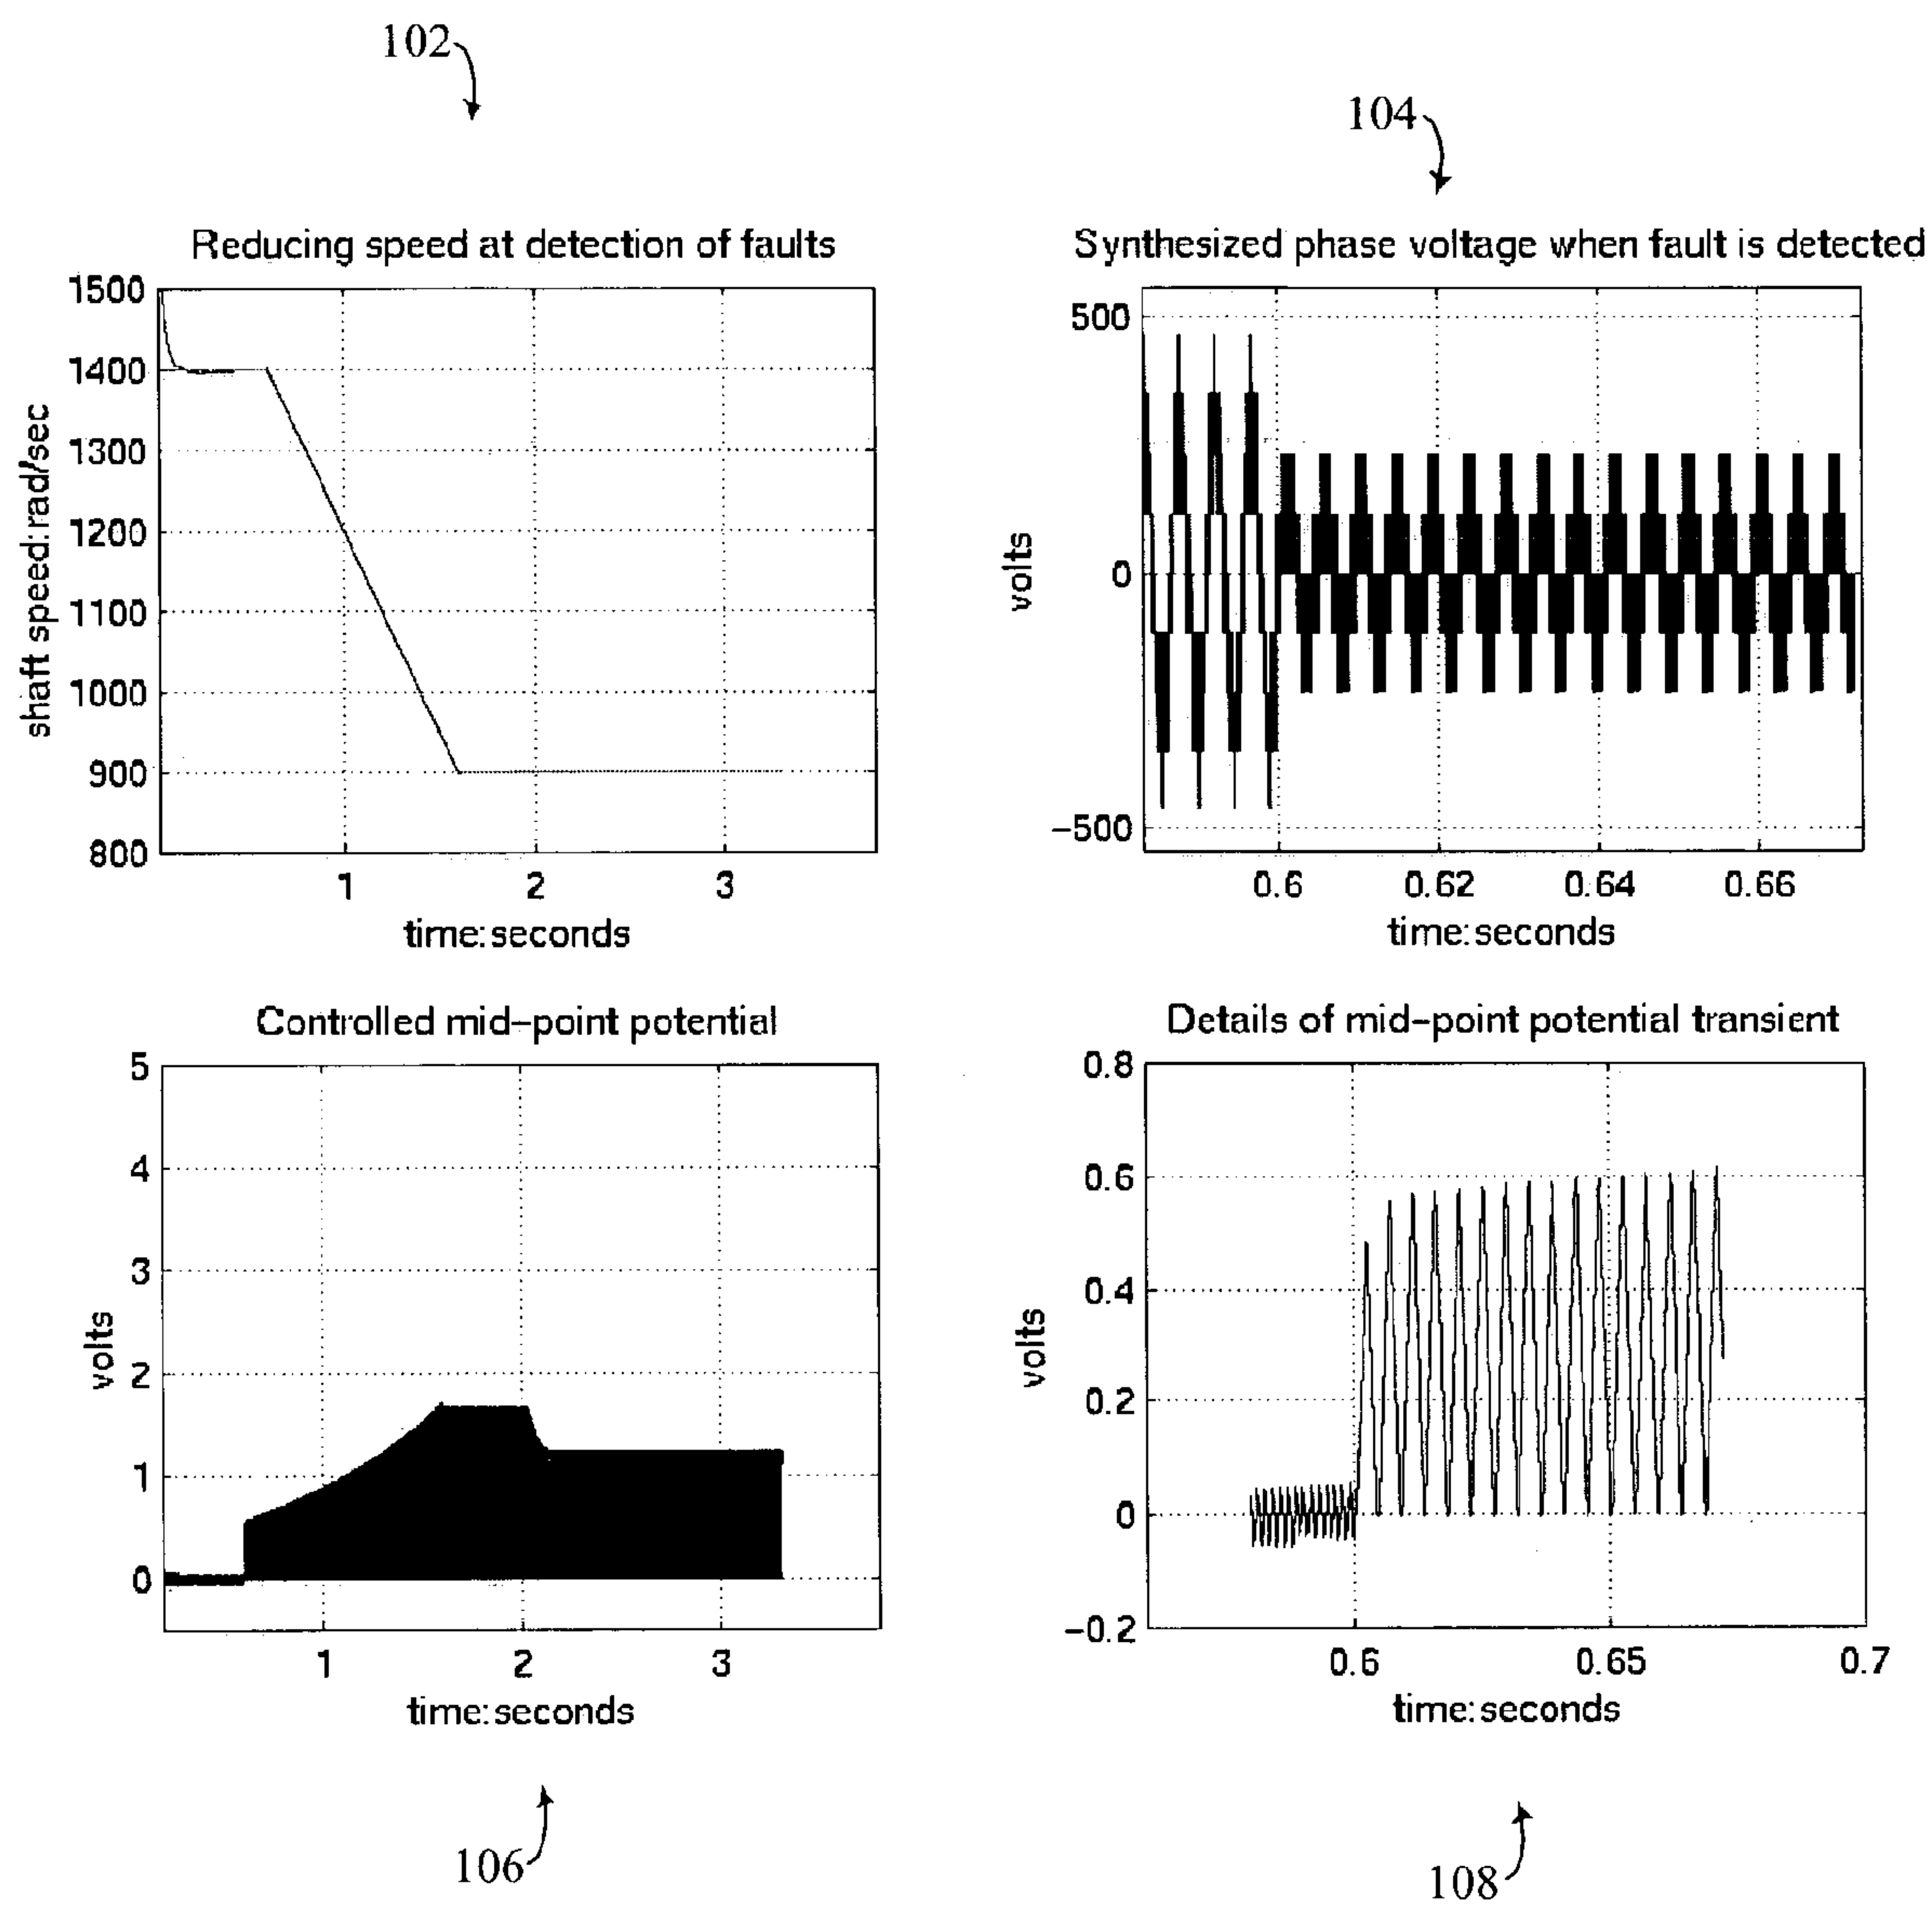 102
104
Reducing speed at detection of faults
1500
1400
1300
1200
1100
1000
900
800
shaft speed:rad/sec
1 2 3
time:seconds
Synthesized phase voltage when fault is detected
500
0
-500
volts
0.6 0.62 0.64 0.66
time:seconds
Controlled mid-point potential
5
4
3
2
1
0
volts
1 2 3
time:seconds
Details of mid-point potential transient
0.8
0.6
0.4
0.2
0
-0.2
volts
0.6 0.65 0.7
time:seconds
106
108